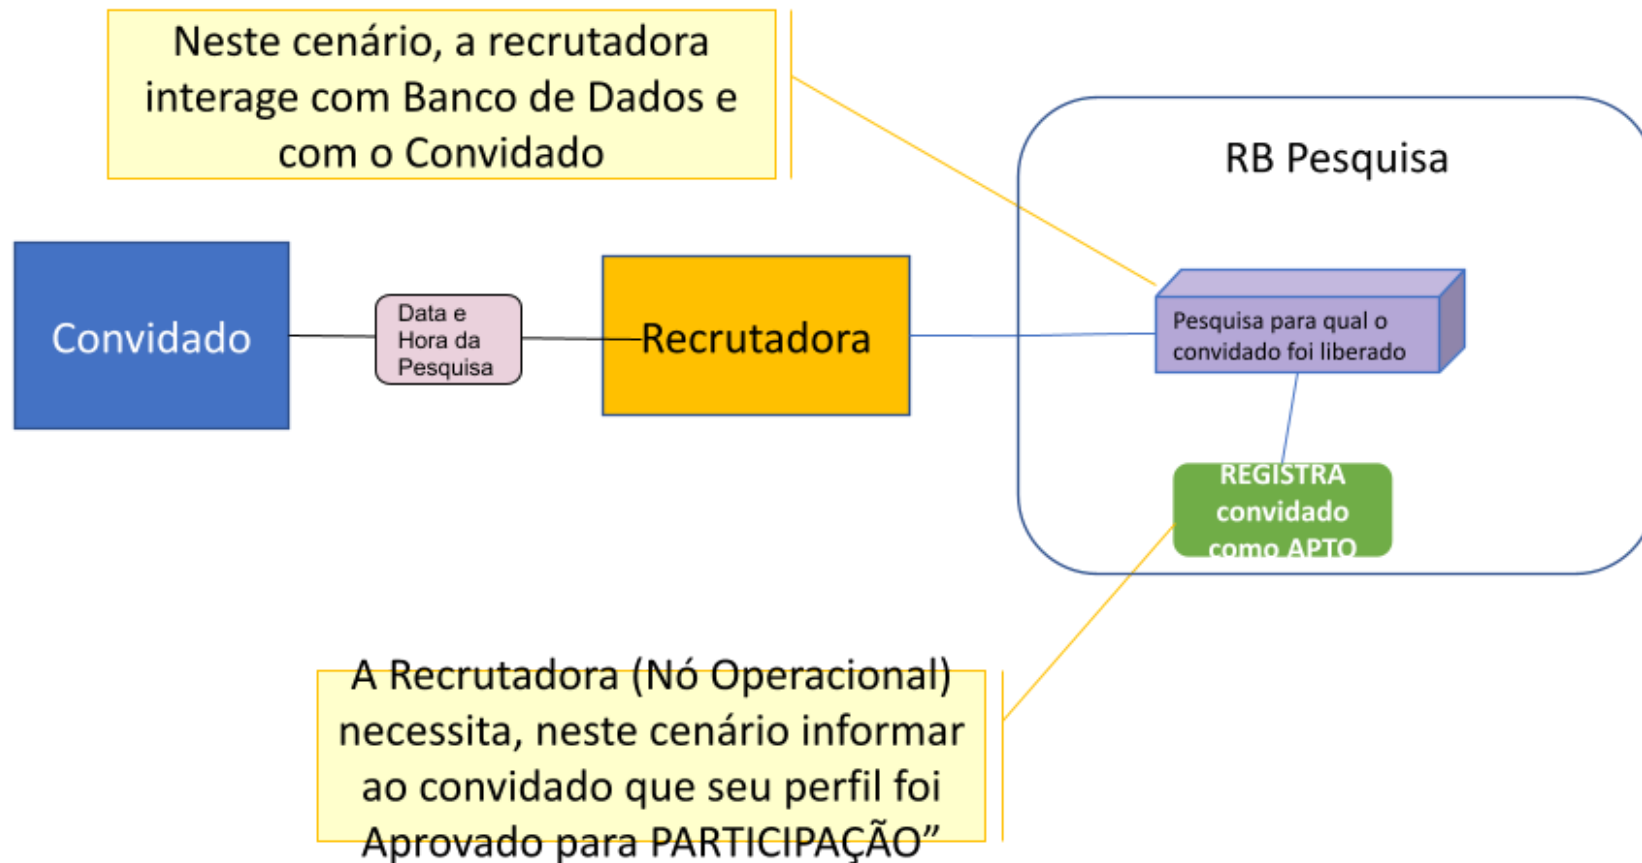 Neste cenário, a recrutadora
interage com Banco de Dados e
com o Convidado
RB Pesquisa
Convidado
Data e
Hora da
Pesquisa
Recrutadora
Pesquisa para qual o
convidado foi liberado
REGISTRA
convidado
como APTO
A Recrutadora (Nó Operacional)
necessita, neste cenário informar
ao convidado que seu perfil foi
Aprovado para PARTICIPAÇÃO”